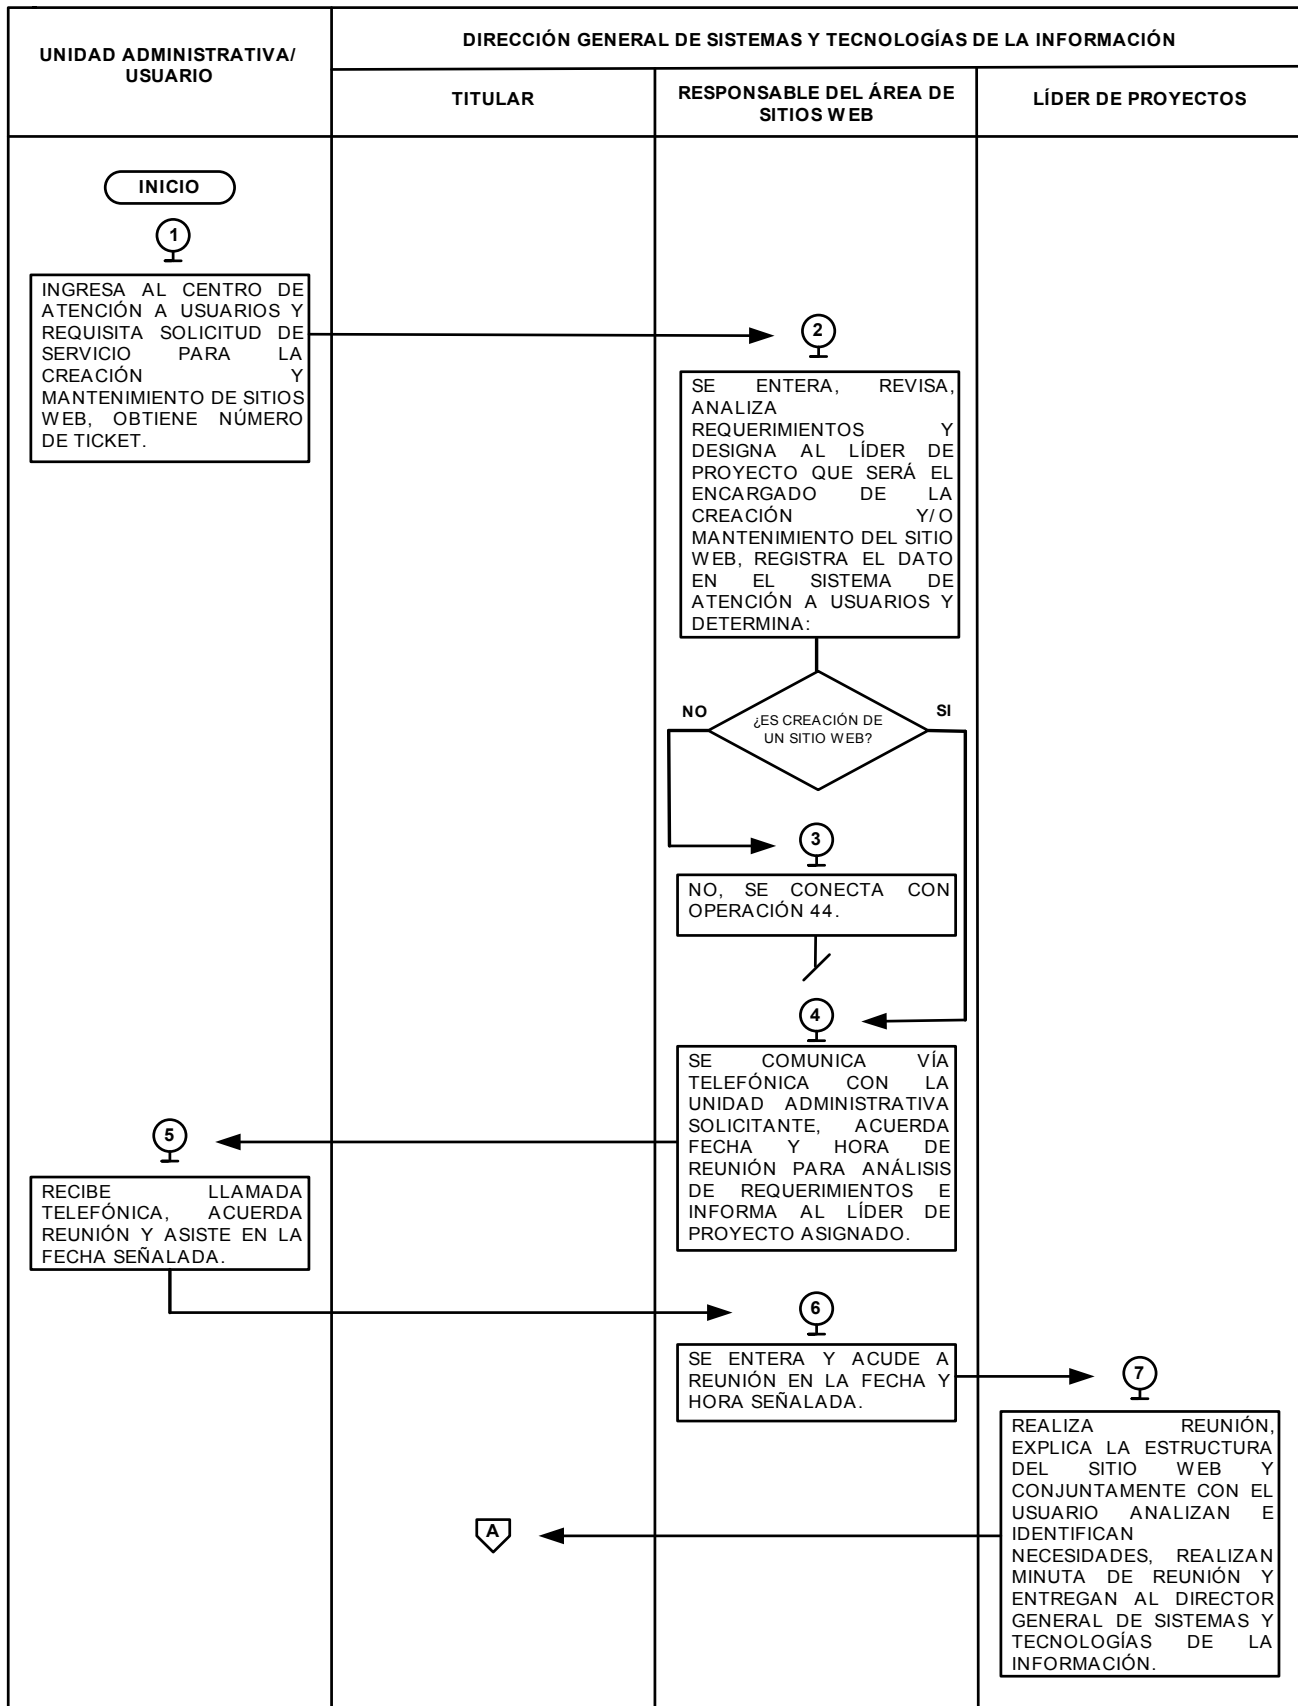 UNIDAD ADMINISTRATIVA/
USUARIO
DIRECCIÓN GENERAL DE SISTEMAS Y TECNOLOGÍAS DE LA INFORMACIÓN
TITULAR
RESPONSABLE DEL ÁREA DE
SITIOS WEB
LÍDER DE PROYECTOS
INICIO
1
INGRESA AL CENTRO DE
ATENCIÓN A USUARIOS Y
REQUISITA SOLICITUD DE
SERVICIO PARA LA
CREACIÓN Y
MANTENIMIENTO DE SITIOS
WEB, OBTIENE NÚMERO
DE TICKET.
2
SE ENTERA, REVISA,
ANALIZA
REQUERIMIENTOS Y
DESIGNA AL LÍDER DE
PROYECTO QUE SERÁ EL
ENCARGADO DE LA
CREACIÓN Y/O
MANTENIMIENTO DEL SITIO
WEB, REGISTRA EL DATO
EN EL SISTEMA DE
ATENCIÓN A USUARIOS Y
DETERMINA:
NO
¿ES CREACIÓN DE
UN SITIO WEB?
SI
3
NO, SE CONECTA CON
OPERACIÓN 44.
4
SE COMUNICA VÍA
TELEFÓNICA CON LA
UNIDAD ADMINISTRATIVA
SOLICITANTE, ACUERDA
FECHA Y HORA DE
REUNIÓN PARA ANÁLISIS
DE REQUERIMIENTOS E
INFORMA AL LÍDER DE
PROYECTO ASIGNADO.
5
RECIBE LLAMADA
TELEFÓNICA, ACUERDA
REUNIÓN Y ASISTE EN LA
FECHA SEÑALADA.
6
SE ENTERA Y ACUDE A
REUNIÓN EN LA FECHA Y
HORA SEÑALADA.
7
REALIZA REUNIÓN,
EXPLICA LA ESTRUCTURA
DEL SITIO WEB Y
CONJUNTAMENTE CON EL
USUARIO ANALIZAN E
IDENTIFICAN
NECESIDADES, REALIZAN
MINUTA DE REUNIÓN Y
ENTREGAN AL DIRECTOR
GENERAL DE SISTEMAS Y
TECNOLOGÍAS DE LA
INFORMACIÓN.
A